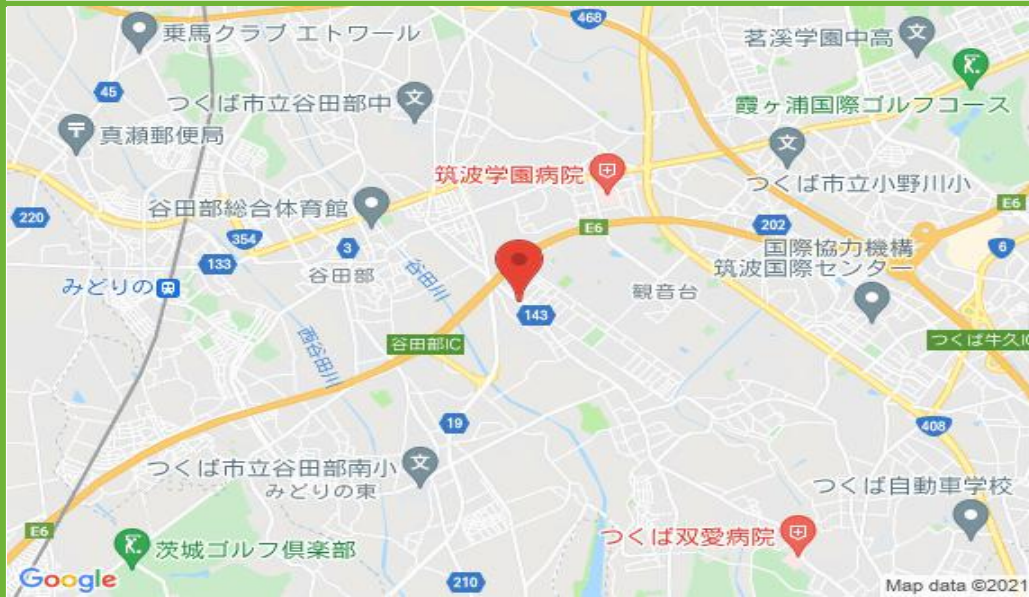 468
乗馬クラブ エトワール
茗溪学園中高
45
つくば市立谷田部中
霞ヶ浦国際ゴルフコース
真瀬郵便局
筑波学園病院
つくば市立小野川小
谷田部総合体育館
220
E6
E6
202
354
3
国際協力機構
筑波国際センター
6
133
谷田部
谷田川
みどりの
観音台
143
谷田部IC
西谷田川
つくば牛久IC
19
408
つくば市立谷田部南小
みどりの東
つくば自動車学校
E6
つくば双愛病院
茨城ゴルフ倶楽部
Google
210
Map data ©2021